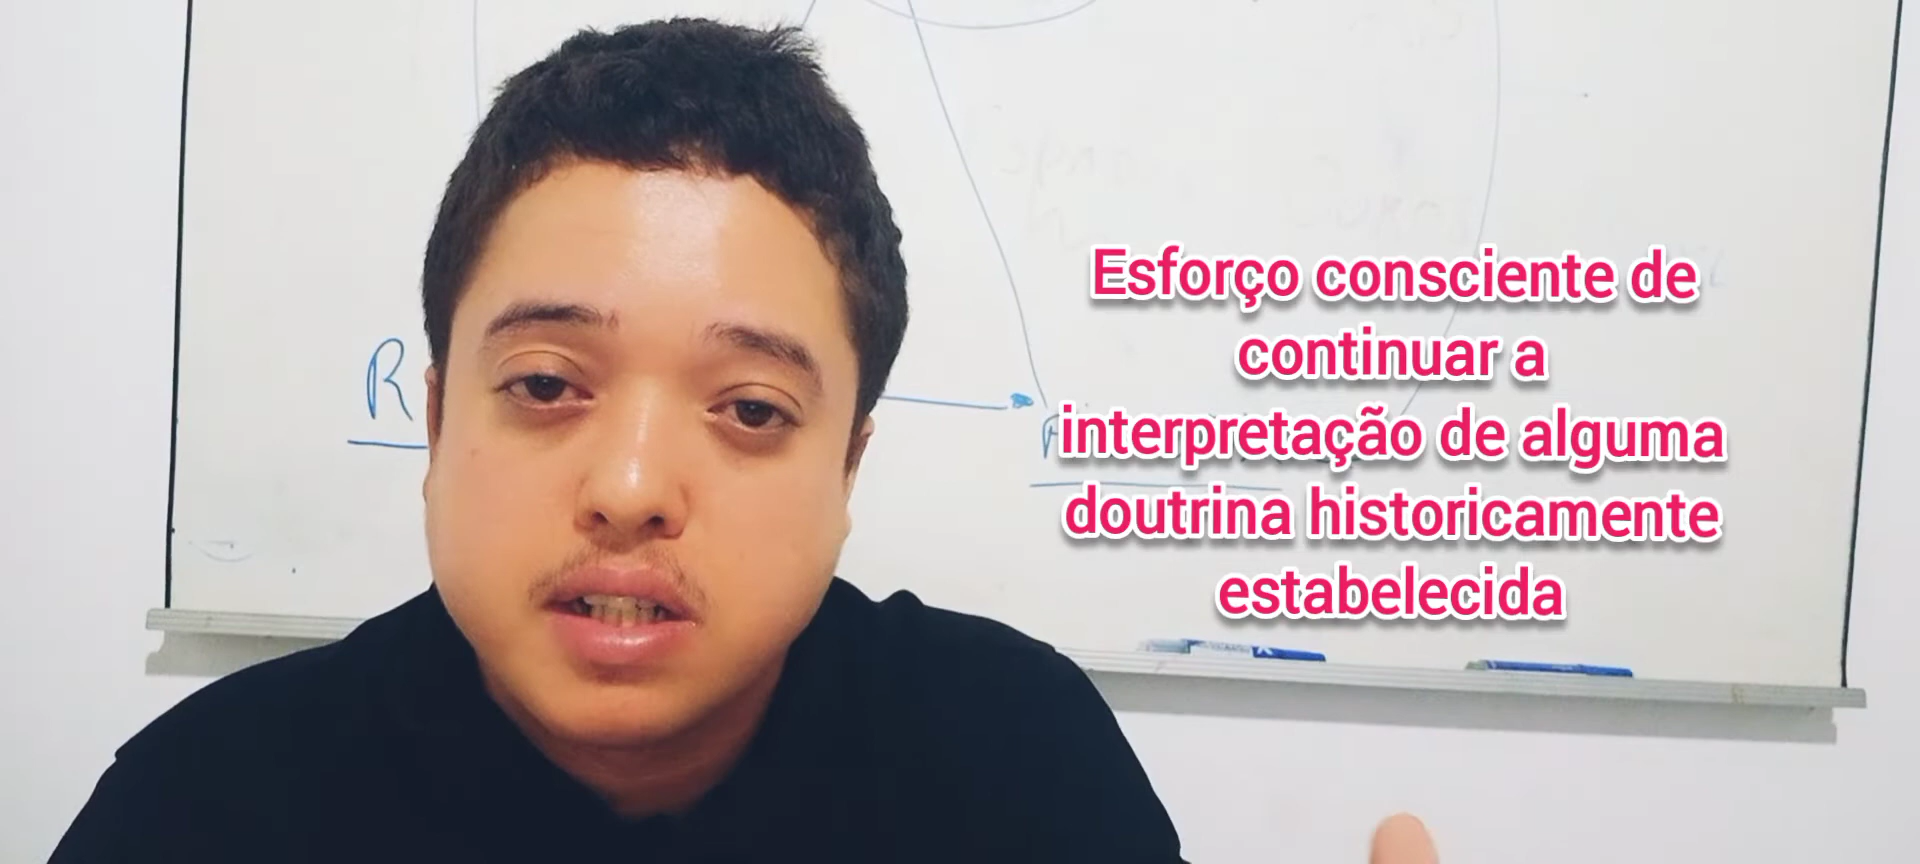 Esforço consciente de
continuar a
interpretação de alguma
doutrina historicamente
estabelecida
R